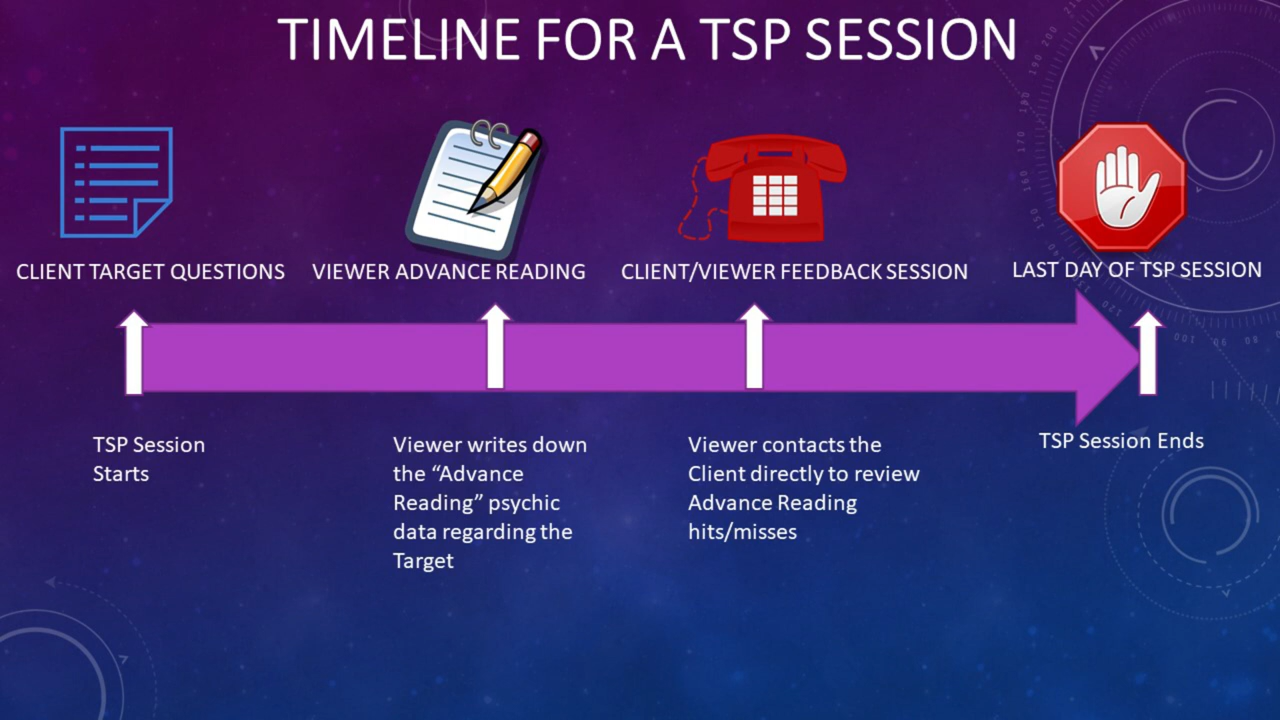 TIMELINE FOR A TSP SESSION
CLIENT TARGET QUESTIONS
VIEWER ADVANCE READING
CLIENT/VIEWER FEEDBACK SESSION
LAST DAY OF TSP SESSION
TSP Session
Starts
Viewer writes down
the “Advance
Reading” psychic
data regarding the
Target
Viewer contacts the
Client directly to review
Advance Reading
hits/misses
TSP Session Ends